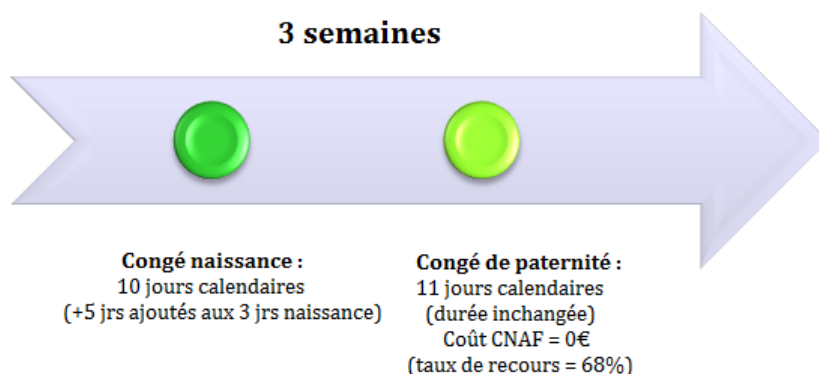 3 semaines
Congé naissance :
10 jours calendaires
(+5 jrs ajoutés aux 3 jrs naissance)
Congé de paternité :
11 jours calendaires
(durée inchangée)
Coût CNAF = 0€
(taux de recours = 68%)